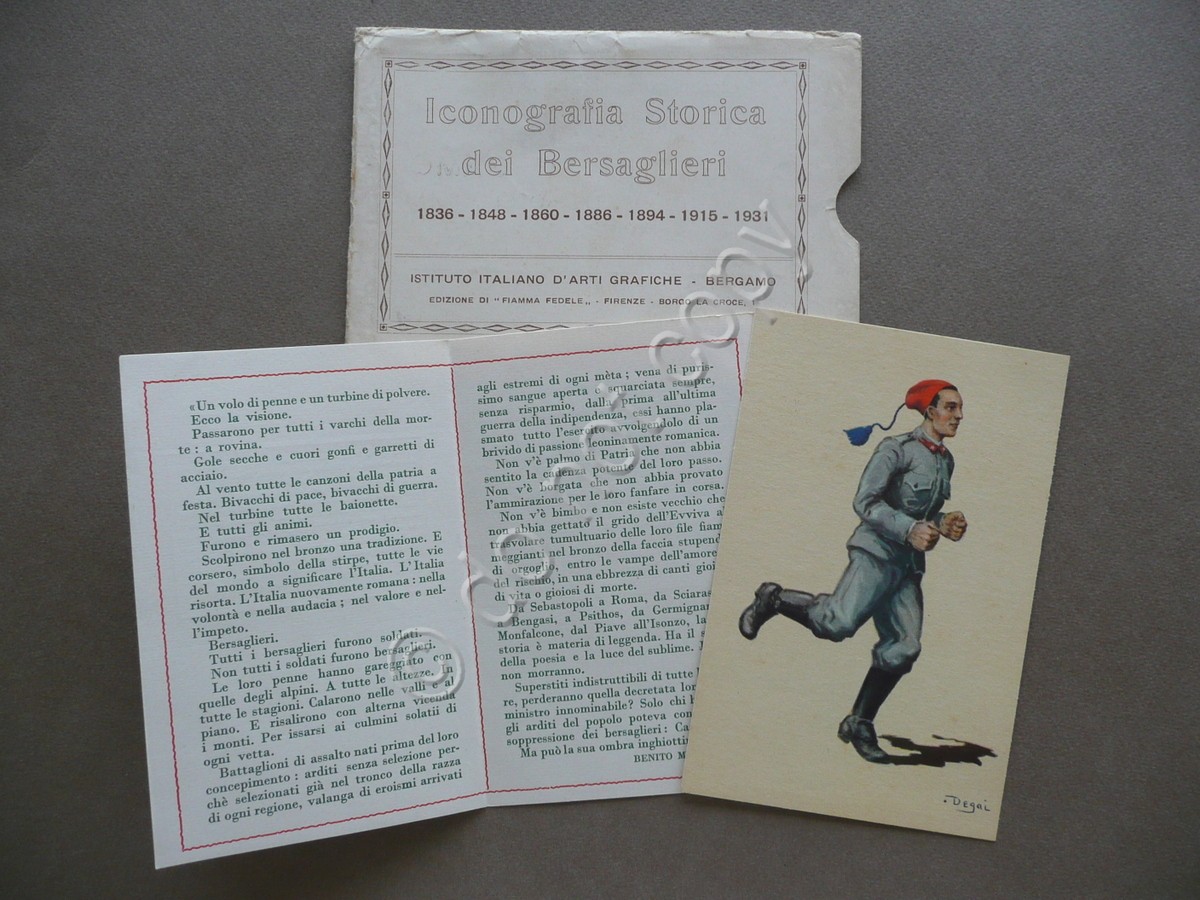 Iconografia Storica
dei Bersaglieri
1836 - 1848 - 1860 - 1886 - 1894 - 1915 - 1931
ISTITUTO ITALIANO D'ARTI GRAFICHE - BERGAMO
EDIZIONE DI "FIAMMA FEDELE„ - FIRENZE - BORGO LA CROCE,
«Un volo di penne e un turbine di polvere.
Ecco la visione.
Passarono per tutti i varchi della mor-
te : a rovina.
Gole secche e cuori gonfi e garretti di
acciaio.
Al vento tutte le canzoni della patria a
festa. Bivacchi di pace, bivacchi di guerra.
Nel turbine tutte le baionette.
E tutti gli animi.
Furono e rimasero un prodigio.
Scolpirono nel bronzo una tradizione. E
corsero, simbolo della stirpe, tutte le vie
del mondo a significare l'Italia. L'Italia
risorta. L'Italia nuovamente romana : nella
volontà e nella audacia ; nel valore e nel-
l'impeto.
Bersaglieri.
Tutti i bersaglieri furono soldati.
Non tutti i soldati furono bersaglieri.
Le loro penne hanno gareggiato con
quelle degli alpini. A tutte le altezze. In
tutte le stagioni. Calarono nelle valli e al
piano. E risalirono con alterna vicenda
i monti. Per issarsi ai culmini solatii di
ogni vetta.
Battaglioni di assalto nati prima del loro
concepimento : arditi senza selezione per-
chè selezionati già nel tronco della razza
di ogni regione, valanga di eroismi arrivati
agli estremi di ogni mèta ; vena di puris-
simo sangue aperta e squarciata sempre,
senza risparmio, dalla prima all'ultima
guerra della indipendenza, essi hanno pla-
smato tutto l'esercito avvolgendolo di un
brivido di passione leoninamente romanica.
Non v'è palmo di Patria che non abbia
sentito la cadenza potente del loro passo.
Non v'è borgata che non abbia provato
l'ammirazione per le loro fanfare in corsa.
Non v'è bimbo e non esiste vecchio che
non abbia gettato il grido dell'Evviva al
trasvolare tumultuario delle loro file fiam-
meggianti nel bronzo della faccia stupend
di orgoglio, entro le vampe dell'amore
del rischio, in una ebbrezza di canti gioi
di vita o gioiosi di morte.
Da Sebastopoli a Roma, da Sciaras
a Bengasi, a Psithos, da Germigna
Monfalcone, dal Piave all'Isonzo, la
storia è materia di leggenda. Ha il s
della poesia e la luce del sublime.
non morranno.
Superstiti indistruttibili di tutte
re, perderanno quella decretata lor
ministro innominabile? Solo chi
gli arditi del popolo poteva con
soppressione dei bersaglieri : Ca
Ma può la sua ombra inghiottin
BENITO M
Degai
© de-ngi copy